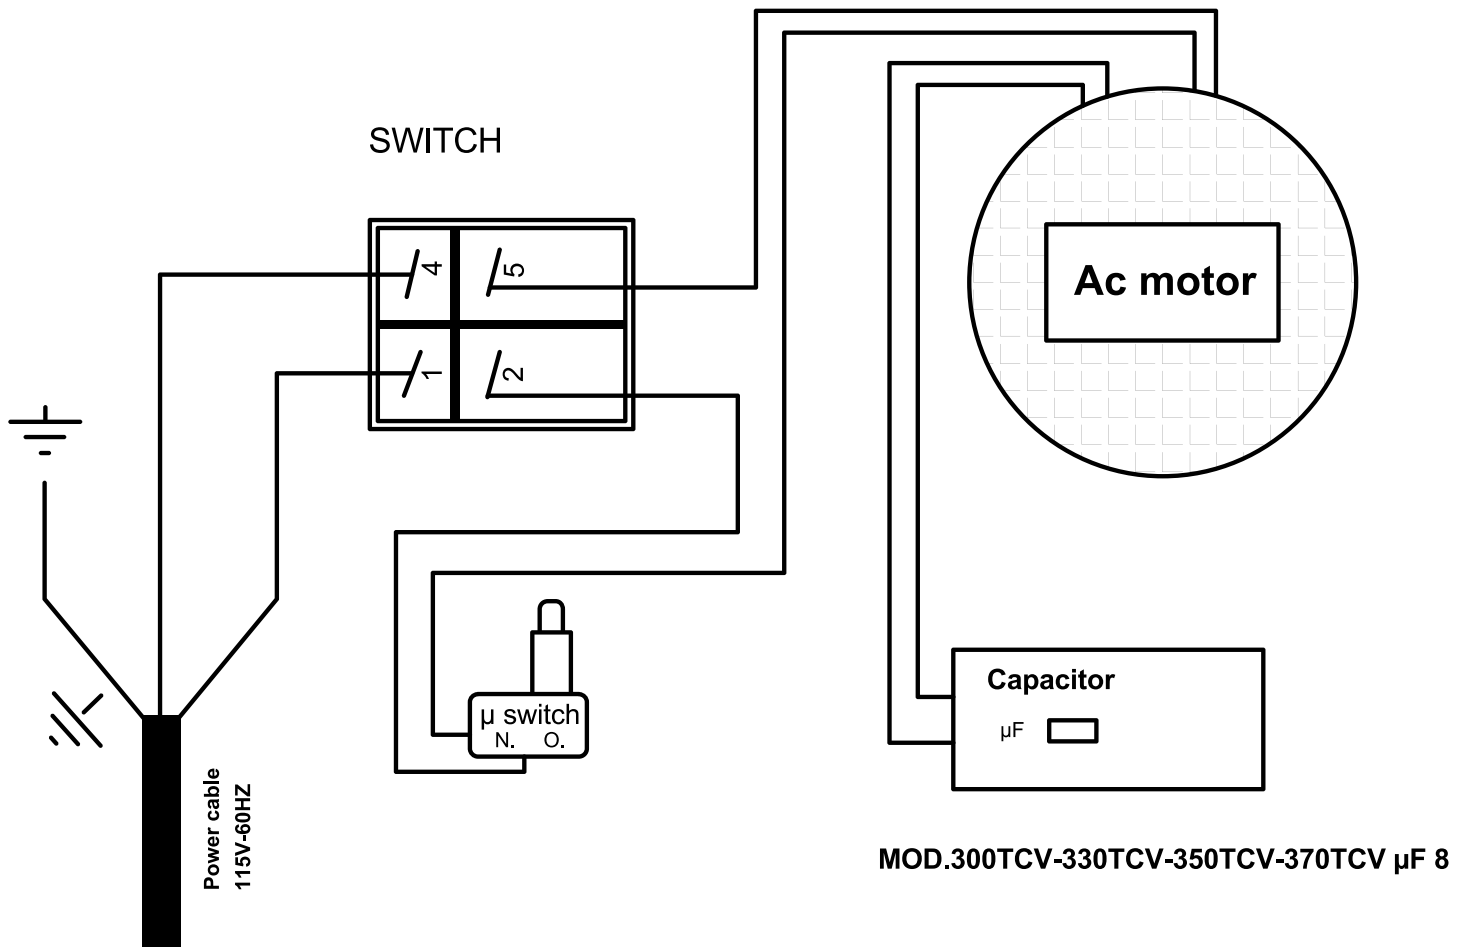 SWITCH
4
5
1
2
Ac motor
µ switch
N. O.
Capacitor
µF
Power cable
115V-60HZ
MOD.300TCV-330TCV-350TCV-370TCV µF 8